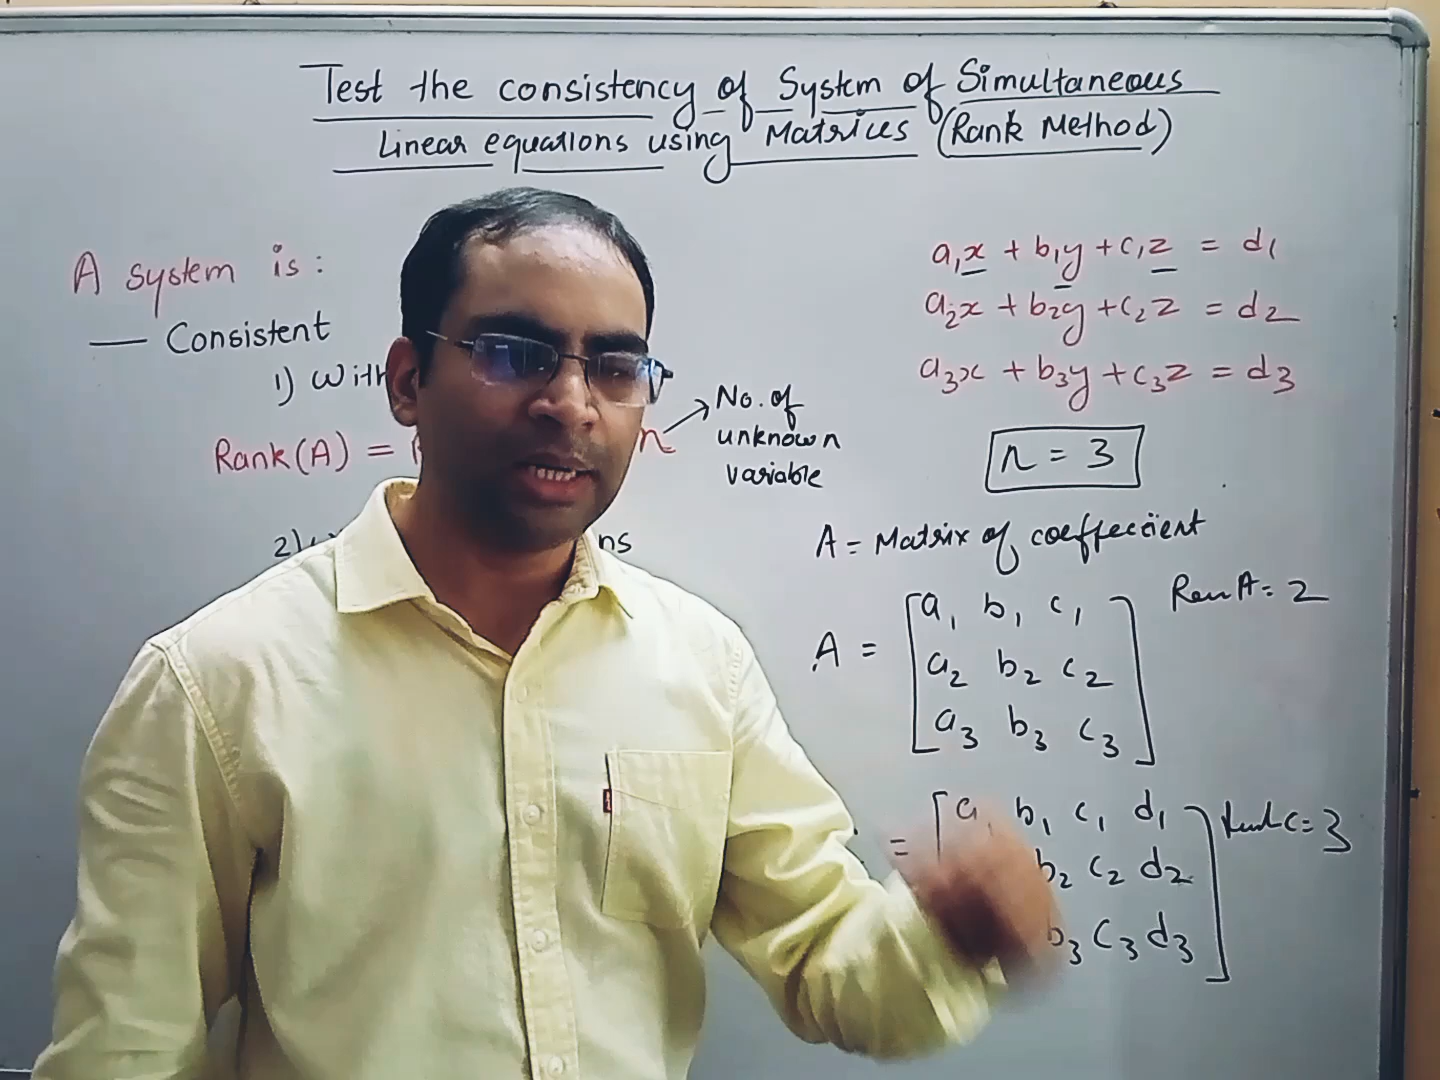 Test the consistency of System of Simultaneous
Linear equations using Matrices (Rank Method)
A system is:
— Consistent
1) With
Rank(A) = n → No. of unknown variable
2) ns
a₁x + b₁y + c₁z = d₁
a₂x + b₂y + c₂z = d₂
a₃x + b₃y + c₃z = d₃
n = 3
A = Matrix of coeffecient
A = [a₁ b₁ c₁
a₂ b₂ c₂
a₃ b₃ c₃] A = 2
= [a₁ b₁ c₁ d₁
b₂ c₂ d₂
b₃ c₃ d₃] C = 3